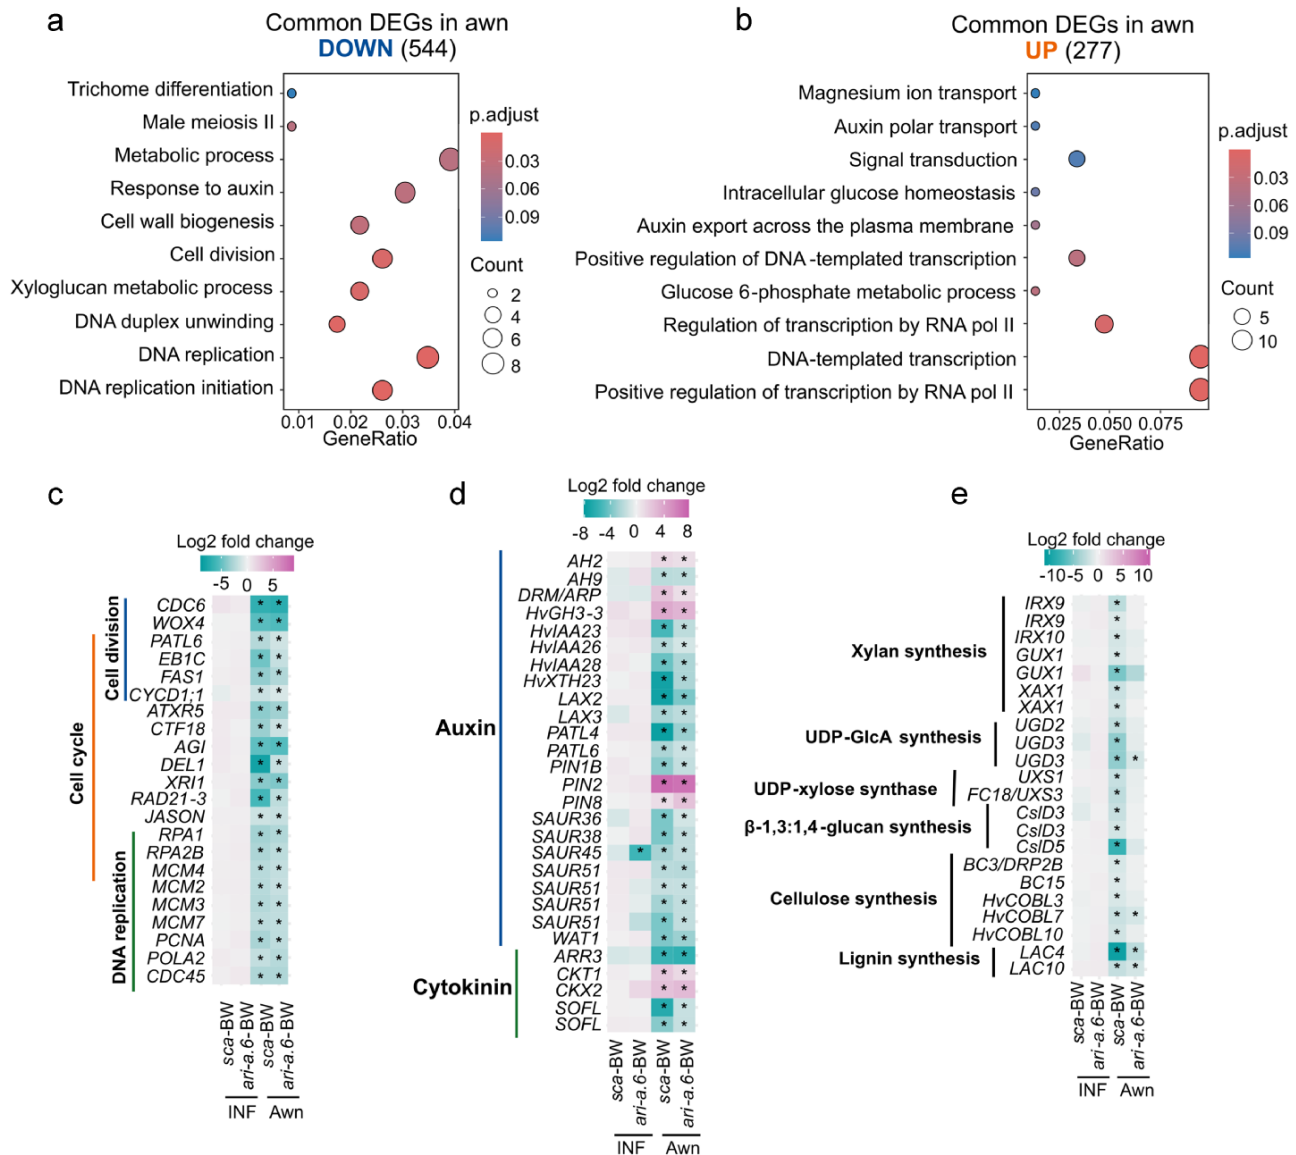 a
Common DEGs in awn
DOWN (544)
Trichome differentiation
Male meiosis II
Metabolic process
Response to auxin
Cell wall biogenesis
Cell division
Xyloglucan metabolic process
DNA duplex unwinding
DNA replication
DNA replication initiation
0.01 0.02 0.03 0.04
GeneRatio
p.adjust
0.03
0.06
0.09
Count
2
4
6
8
b
Common DEGs in awn
UP (277)
Magnesium ion transport
Auxin polar transport
Signal transduction
Intracellular glucose homeostasis
Auxin export across the plasma membrane
Positive regulation of DNA-templated transcription
Glucose 6-phosphate metabolic process
Regulation of transcription by RNA pol II
DNA-templated transcription
Positive regulation of transcription by RNA pol II
0.025 0.050 0.075
GeneRatio
p.adjust
0.03
0.06
0.09
Count
5
10
c
Log2 fold change
-5 0 5
Cell division
Cell cycle
DNA replication
CDC6 * *
WOX4 * *
PATL6 * *
EB1C * *
FAS1 * *
CYCD1;1 * *
ATXR5 * *
CTF18 * *
AGI * *
DEL1 * *
XRI1 * *
RAD21-3 * *
JASON * *
RPA1 * *
RPA2B * *
MCM4 * *
MCM2 * *
MCM3 * *
MCM7 * *
PCNA * *
POLA2 * *
CDC45 * *
sca-BW
ari-a.6-BW
sca-BW
ari-a.6-BW
INF Awn
d
Log2 fold change
-8 -4 0 4 8
Auxin
Cytokinin
AH2 * *
AH9 * *
DRM/ARP * *
HvGH3-3 * *
HvIAA23 * *
HvIAA26 * *
HvIAA28 * *
HvXTH23 * *
LAX2 * *
LAX3 * *
PATL4 * *
PATL6 * *
PIN1B * *
PIN2 * *
PIN8 * *
SAUR36 * *
SAUR38 * *
SAUR45 * * *
SAUR51 * *
SAUR51 * *
SAUR51 * *
SAUR51 * *
WAT1 * *
ARR3 * *
CKT1 * *
CKX2 * *
SOFL * *
SOFL * *
sca-BW
ari-a.6-BW
sca-BW
ari-a.6-BW
INF Awn
e
Log2 fold change
-10 -5 0 5 10
Xylan synthesis
UDP-GlcA synthesis
UDP-xylose synthase
β-1,3:1,4-glucan synthesis
Cellulose synthesis
Lignin synthesis
IRX9 *
IRX9 *
IRX10 *
GUX1 *
GUX1 *
XAX1 *
XAX1 *
UGD2 *
UGD3 *
UGD3 * *
UXS1 *
FC18/UXS3 *
CslD3 *
CslD3 *
CslD5 *
BC3/DRP2B *
BC15 *
HvCOBL3 *
HvCOBL7 * *
HvCOBL10 *
LAC4 * *
LAC10 * *
sca-BW
ari-a.6-BW
sca-BW
ari-a.6-BW
INF Awn